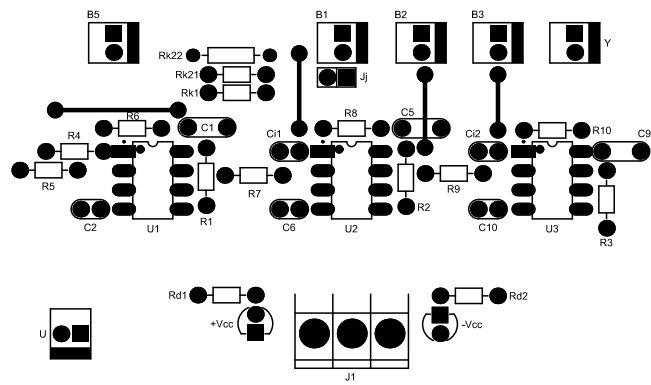 B5 B1 B2 B3 Y
Rk22
Rk21 Jj
Rk1
R6 C1 Ci1 R8 C5 Ci2 R10 C9
R4
R5 R7 R9
C2 U1 R1 C6 U2 R2 C10 U3 R3
Rd1 Rd2
+Vcc -Vcc
U
J1